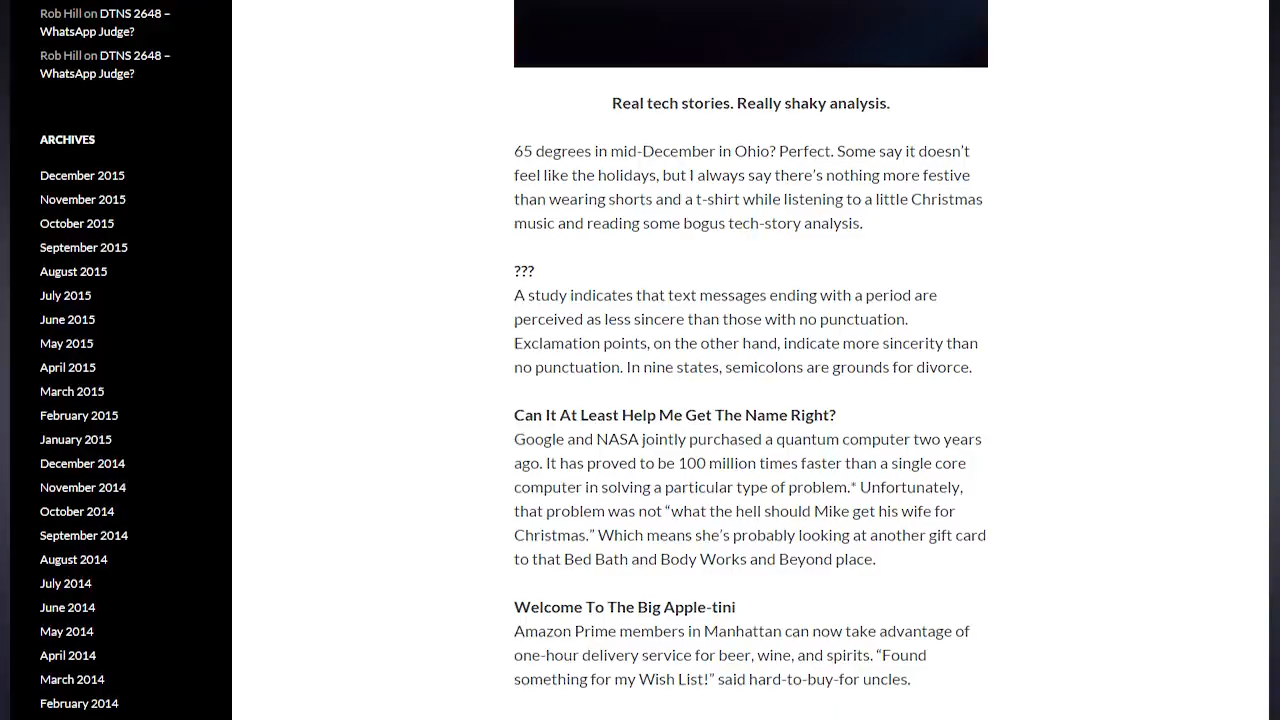 Rob Hill on DTNS 2648 –
WhatsApp Judge?
Rob Hill on DTNS 2648 –
WhatsApp Judge?
ARCHIVES
December 2015
November 2015
October 2015
September 2015
August 2015
July 2015
June 2015
May 2015
April 2015
March 2015
February 2015
January 2015
December 2014
November 2014
October 2014
September 2014
August 2014
July 2014
June 2014
May 2014
April 2014
March 2014
February 2014
Real tech stories. Really shaky analysis.
65 degrees in mid-December in Ohio? Perfect. Some say it doesn’t
feel like the holidays, but I always say there’s nothing more festive
than wearing shorts and a t-shirt while listening to a little Christmas
music and reading some bogus tech-story analysis.
???
A study indicates that text messages ending with a period are
perceived as less sincere than those with no punctuation.
Exclamation points, on the other hand, indicate more sincerity than
no punctuation. In nine states, semicolons are grounds for divorce.
Can It At Least Help Me Get The Name Right?
Google and NASA jointly purchased a quantum computer two years
ago. It has proved to be 100 million times faster than a single core
computer in solving a particular type of problem.* Unfortunately,
that problem was not “what the hell should Mike get his wife for
Christmas.” Which means she’s probably looking at another gift card
to that Bed Bath and Body Works and Beyond place.
Welcome To The Big Apple-tini
Amazon Prime members in Manhattan can now take advantage of
one-hour delivery service for beer, wine, and spirits. “Found
something for my Wish List!” said hard-to-buy-for uncles.